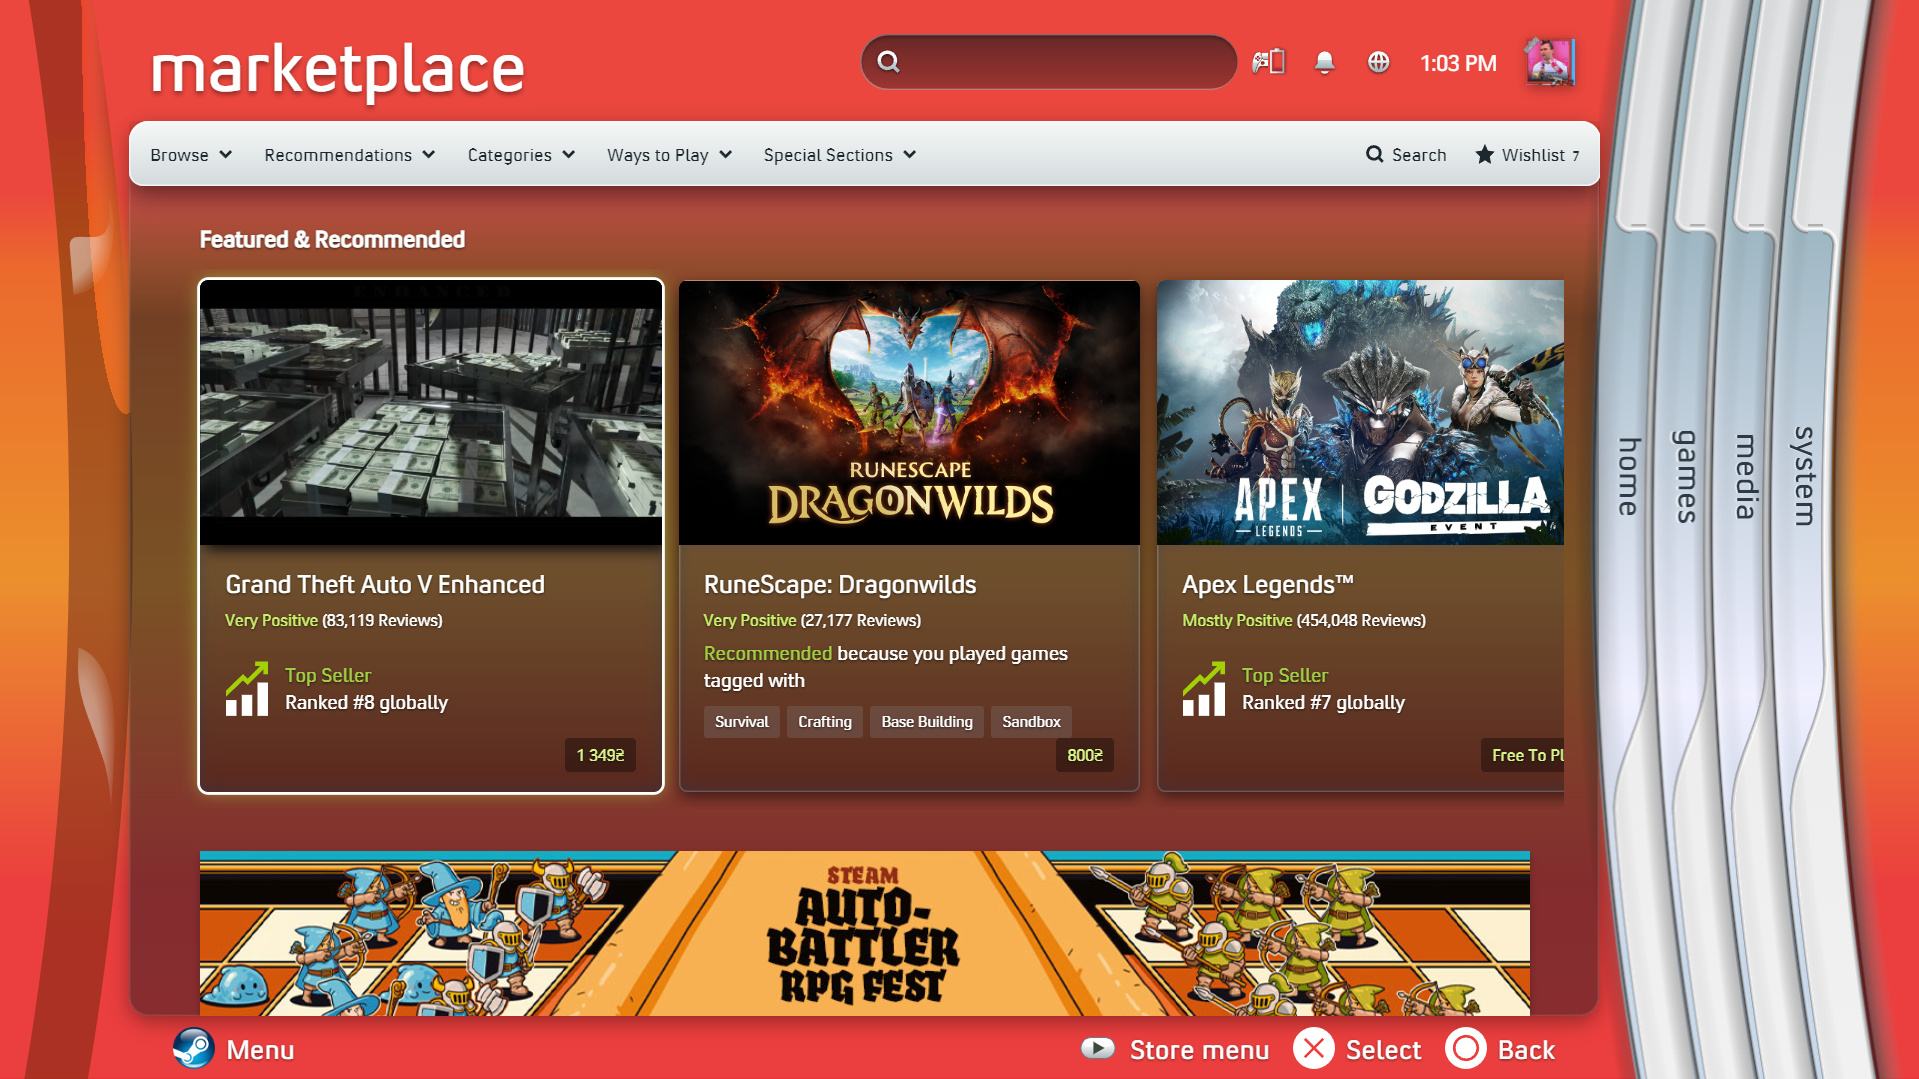 marketplace
1:03 PM
Browse
Recommendations
Categories
Ways to Play
Special Sections
Search
Wishlist 7
Featured & Recommended
ENHANCED
RUNESCAPE
DRAGONWILDS
APEX
LEGENDS
GODZILLA
EVENT
Grand Theft Auto V Enhanced
Very Positive (83,119 Reviews)
Top Seller
Ranked #8 globally
1 349₴
RuneScape: Dragonwilds
Very Positive (27,177 Reviews)
Recommended because you played games
tagged with
Survival
Crafting
Base Building
Sandbox
800₴
Apex Legends™
Mostly Positive (454,048 Reviews)
Top Seller
Ranked #7 globally
Free To Pl
home
games
media
system
STEAM
AUTO-
BATTLER
RPG FEST
Menu
Store menu
Select
Back